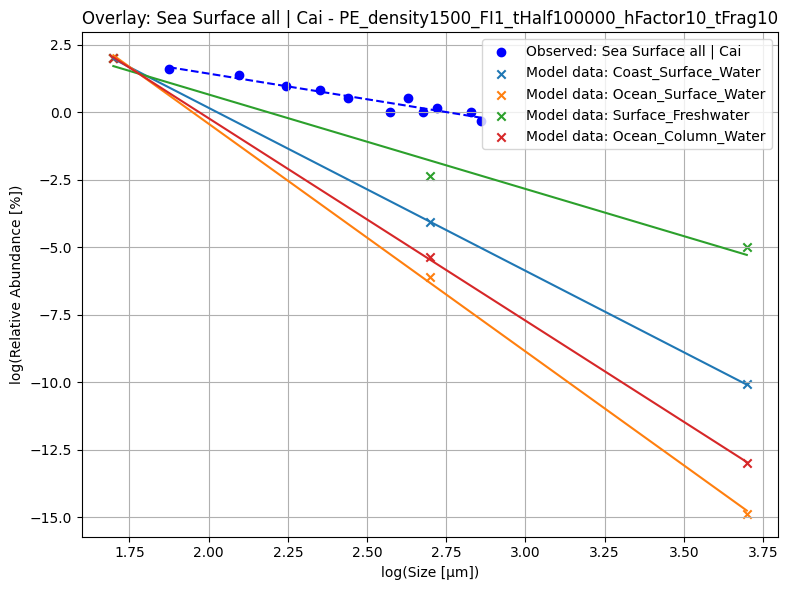 Overlay: Sea Surface all | Cai - PE_density1500_FI1_tHalf100000_hFactor10_tFrag10
Observed: Sea Surface all | Cai
Model data: Coast_Surface_Water
Model data: Ocean_Surface_Water
Model data: Surface_Freshwater
Model data: Ocean_Column_Water
log(Relative Abundance [%])
2.5
0.0
−2.5
−5.0
−7.5
−10.0
−12.5
−15.0
1.75 2.00 2.25 2.50 2.75 3.00 3.25 3.50 3.75
log(Size [μm])